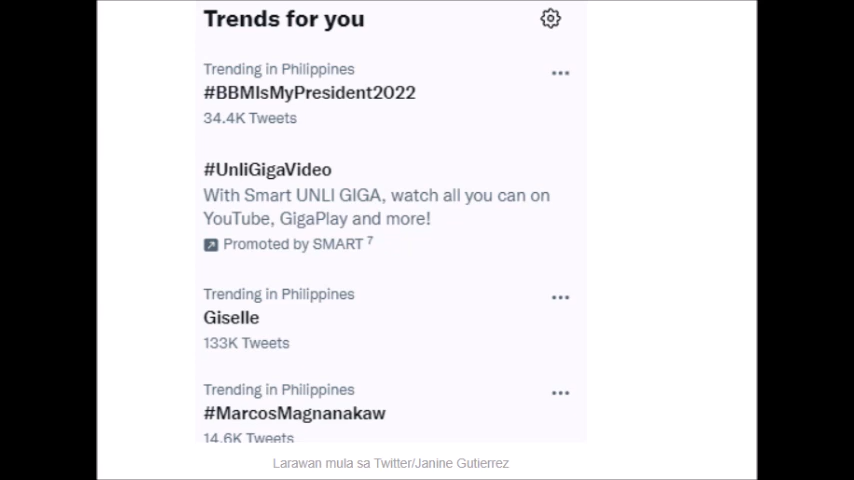 Trends for you
Trending in Philippines
#BBMIsMyPresident2022
34.4K Tweets
#UnliGigaVideo
With Smart UNLI GIGA, watch all you can on
YouTube, GigaPlay and more!
Promoted by SMART 7
Trending in Philippines
Giselle
133K Tweets
Trending in Philippines
#MarcosMagnanakaw
14.6K Tweets
Larawan mula sa Twitter/Janine Gutierrez